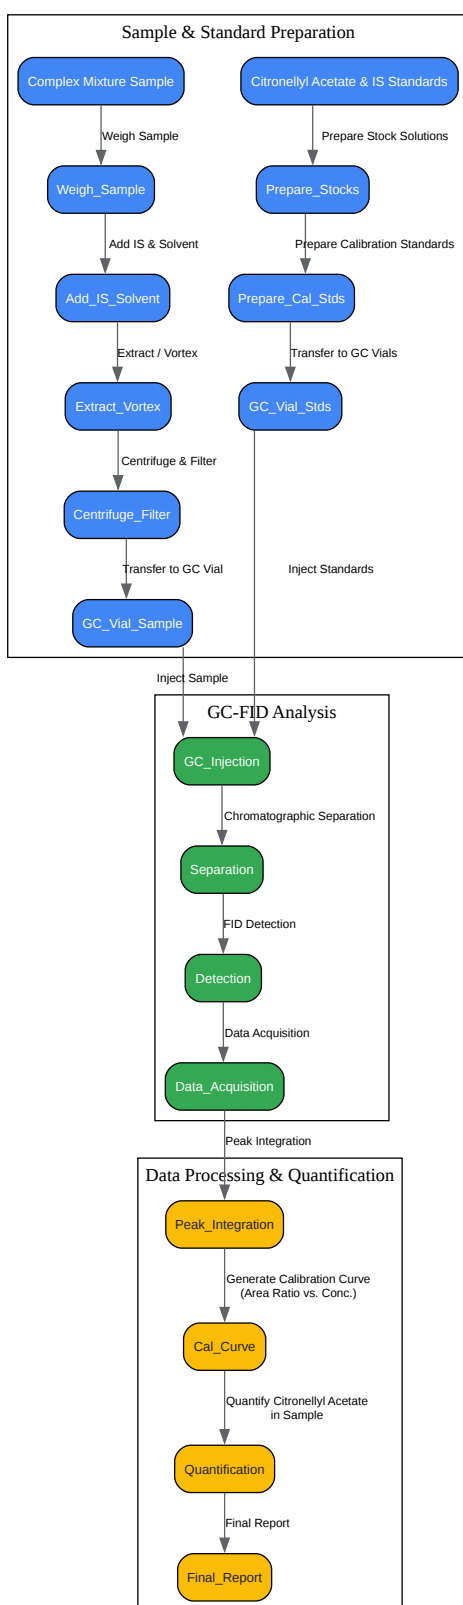 Sample & Standard Preparation
Complex Mixture Sample
Citronellyl Acetate & IS Standards
Weigh Sample
Prepare Stock Solutions
Weigh_Sample
Prepare_Stocks
Add IS & Solvent
Prepare Calibration Standards
Add_IS_Solvent
Prepare_Cal_Stds
Extract / Vortex
Transfer to GC Vials
Extract_Vortex
GC_Vial_Stds
Centrifuge & Filter
Centrifuge_Filter
Transfer to GC Vial
Inject Standards
GC_Vial_Sample
Inject Sample
GC-FID Analysis
GC_Injection
Chromatographic Separation
Separation
FID Detection
Detection
Data Acquisition
Data_Acquisition
Peak Integration
Data Processing & Quantification
Peak_Integration
Generate Calibration Curve
(Area Ratio vs. Conc.)
Cal_Curve
Quantify Citronellyl Acetate
in Sample
Quantification
Final Report
Final_Report